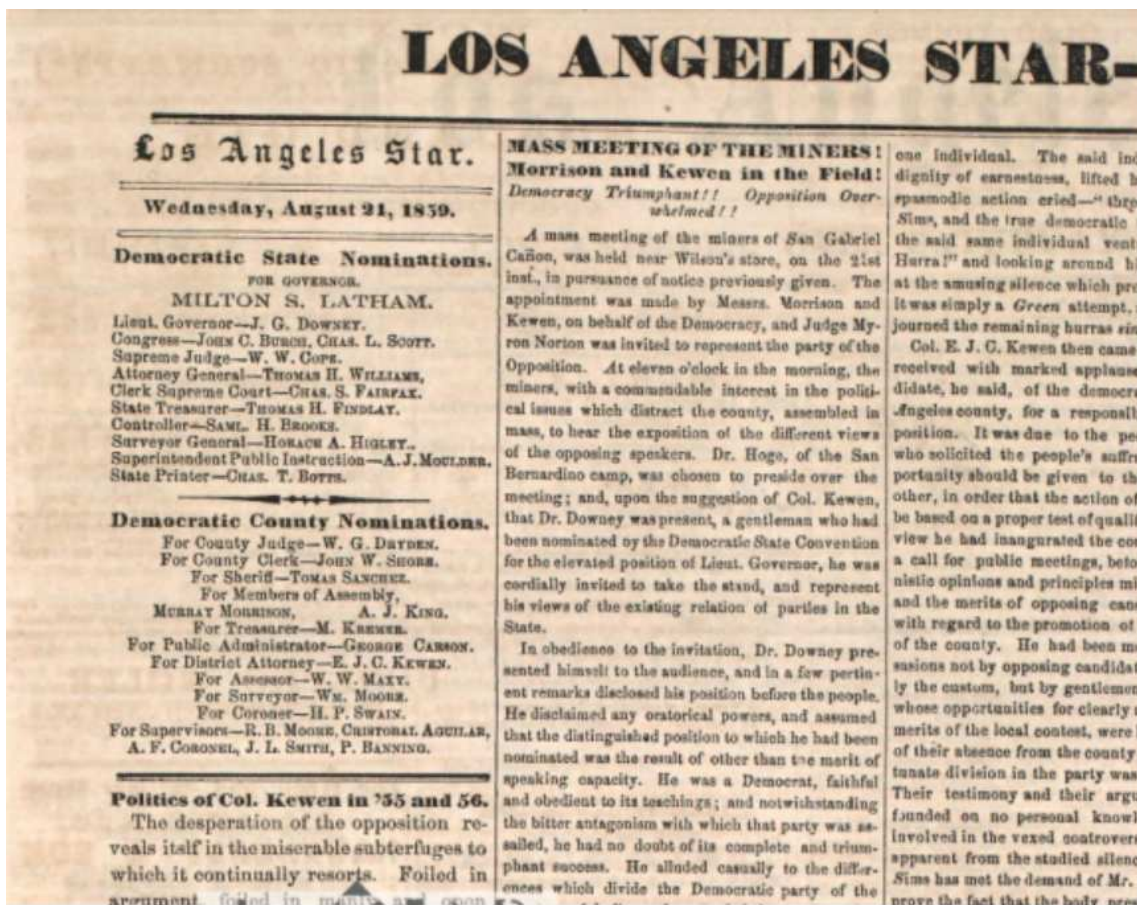 LOS ANGELES STAR—
Los Angeles Star.
Wednesday, August 21, 1859.
Democratic State Nominations.
FOR GOVERNOR.
MILTON S. LATHAM.
Lieut. Governor—J. G. DOWNEY.
Congress—JOHN C. BURCH, CHAS. L. SCOTT.
Supreme Judge—W. W. COPE.
Attorney General—THOMAS H. WILLIAMS,
Clerk Supreme Court—CHAS. S. FAIRFAX.
State Treasurer—THOMAS H. FINDLAY.
Controller—SAML. H. BROOKS.
Surveyor General—HORACE A. HIGLEY..
Superintendent Public Instruction—A. J. MOULDER.
State Printer—CHAS. T. BOTTS.
Democratic County Nominations.
For County Judge—W. G. DRYDEN.
For County Clerk—JOHN W. SHORE.
For Sheriff—TOMAS SANCHEZ.
For Members of Assembly,
MURRAY MORRISON, A. J. KING.
For Treasurer—M. KREMER.
For Public Administrator—GEORGE CARSON.
For District Attorney—E. J. C. KEWEN.
For Assessor—W. W. MAXY.
For Surveyor—WM. MOORE.
For Coroner—H. P. SWAIN.
For Supervisors—R. B. MOORE, CRISTOBAL AGUILAR,
A. F. CORONEL, J. L. SMITH, P. BANNING.
Politics of Col. Kewen in '55 and 56.
The desperation of the opposition re-
veals itself in the miserable subterfuges to
which it continually resorts. Foiled in
argument, foiled in manly and open
MASS MEETING OF THE MINERS!
Morrison and Kewen in the Field!
Democracy Triumphant!! Opposition Over-
whelmed!!
A mass meeting of the miners of San Gabriel
Cañon, was held near Wilson's store, on the 21st
inst., in pursuance of notice previously given. The
appointment was made by Messrs. Morrison and
Kewen, on behalf of the Democracy, and Judge My-
ron Norton was invited to represent the party of the
Opposition. At eleven o'clock in the morning, the
miners, with a commendable interest in the politi-
cal issues which distract the county, assembled in
mass, to hear the exposition of the different views
of the opposing speakers. Dr. Hoge, of the San
Bernardino camp, was chosen to preside over the
meeting; and, upon the suggestion of Col. Kewen,
that Dr. Downey was present, a gentleman who had
been nominated by the Democratic State Convention
for the elevated position of Lieut. Governor, he was
cordially invited to take the stand, and represent
his views of the existing relation of parties in the
State.
In obedience to the invitation, Dr. Downey pre-
sented himself to the audience, and in a few pertin-
ent remarks disclosed his position before the people.
He disclaimed any oratorical powers, and assumed
that the distinguished position to which he had been
nominated was the result of other than the merit of
speaking capacity. He was a Democrat, faithful
and obedient to its teachings; and notwithstanding
the bitter antagonism with which that party was as-
sailed, he had no doubt of its complete and trium-
phant success. He alluded casually to the differ-
ences which divide the Democratic party of the
one individual. The said ind
dignity of earnestness, lifted h
spasmodic action cried—"thre
Sims, and the true democratic
the said same individual vent
Hurra!" and looking around hi
at the amusing silence which pre
it was simply a Green attempt,
journed the remaining hurras sin
Col. E. J. C. Kewen then came
received with marked applause
didate, he said, of the democra
Angeles county, for a responsib
position. It was due to the pe
who solicited the people's suffr
portunity should be given to th
other, in order that the action of
be based on a proper test of quali
view he had inaugurated the cou
a call for public meetings, befo
nistic opinions and principles mi
and the merits of opposing cand
with regard to the promotion of
of the county. He had been me
sasions not by opposing candidat
ly the custom, but by gentlemen
whose opportunities for clearly
merits of the local contest, were
of their absence from the county
tunate division in the party was
Their testimony and their argu
founded on no personal knowl
involved in the vexed controver
apparent from the studied silenc
Sims has met the demand of Mr.
prove the fact that the body, pres